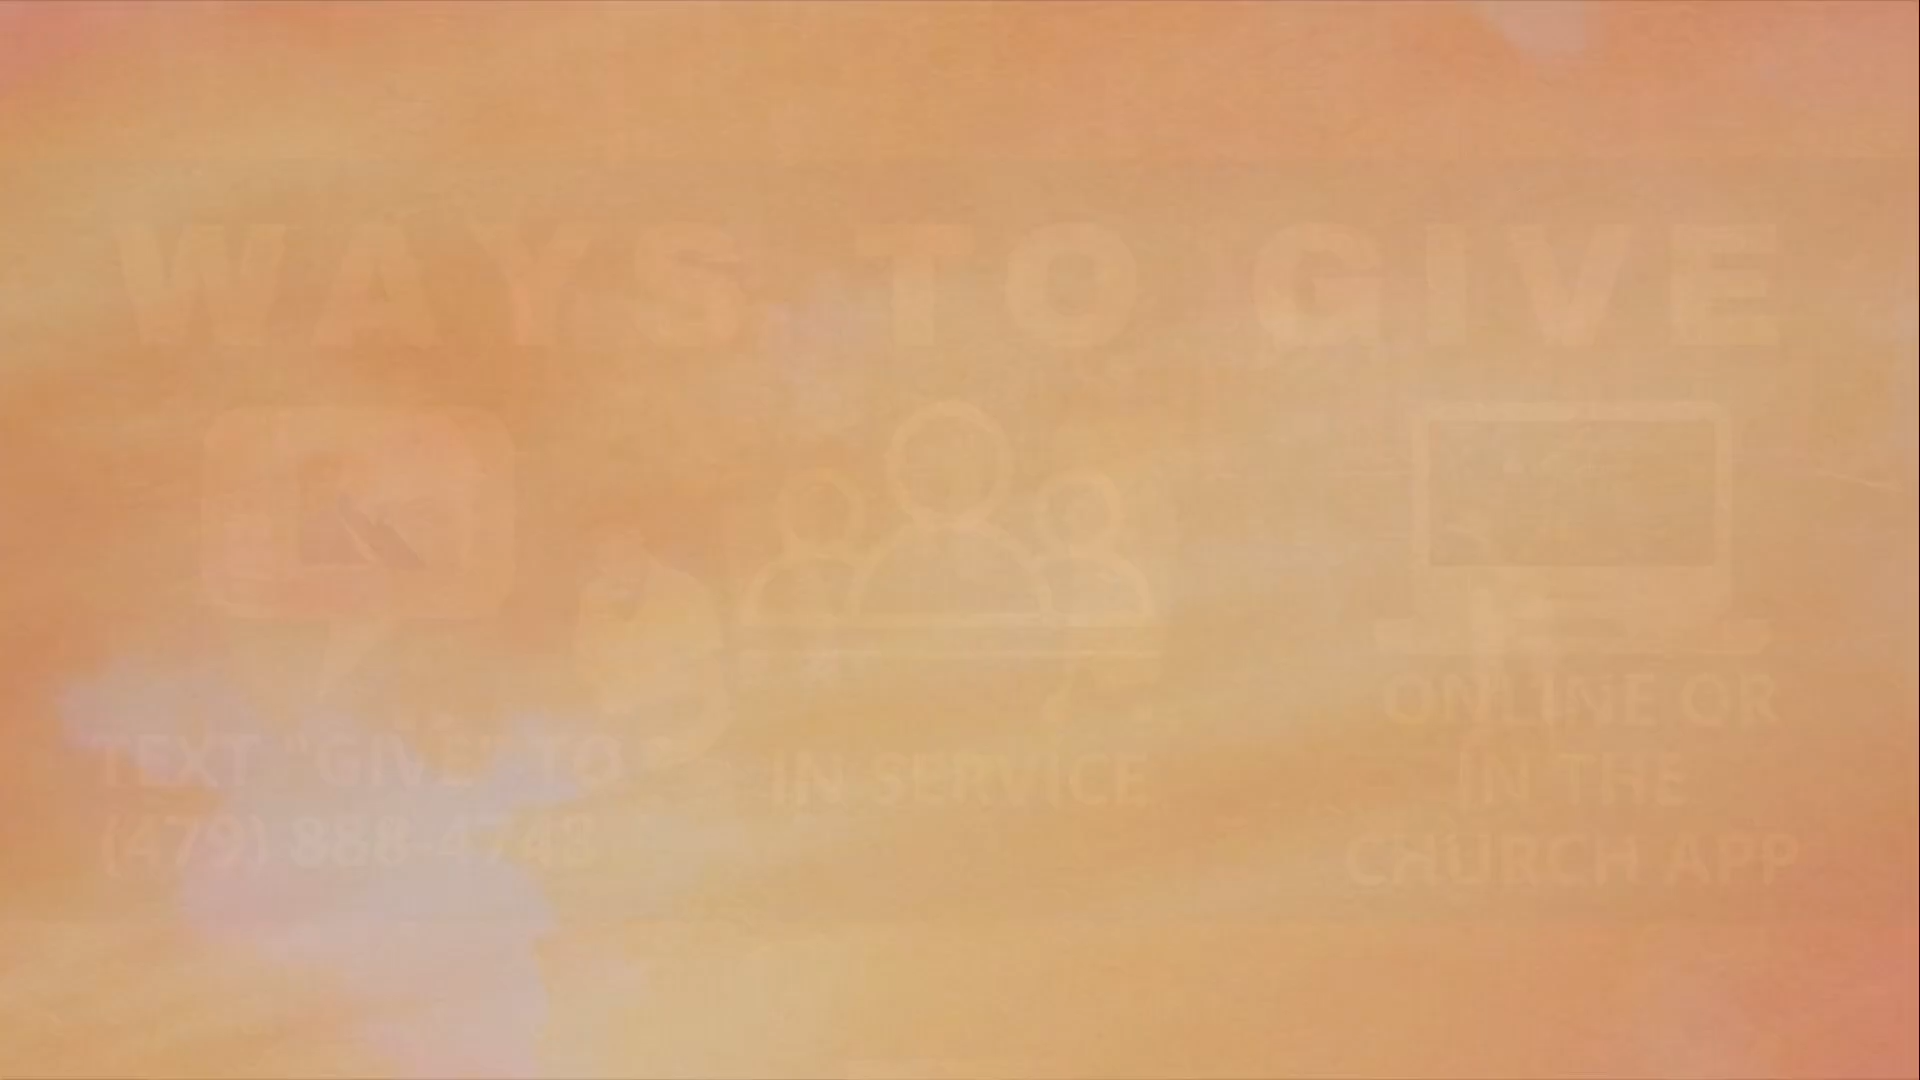 WAYS TO GIVE
TEXT "GIVE" TO
(479) 888-4748
IN SERVICE
ONLINE OR
IN THE
CHURCH APP